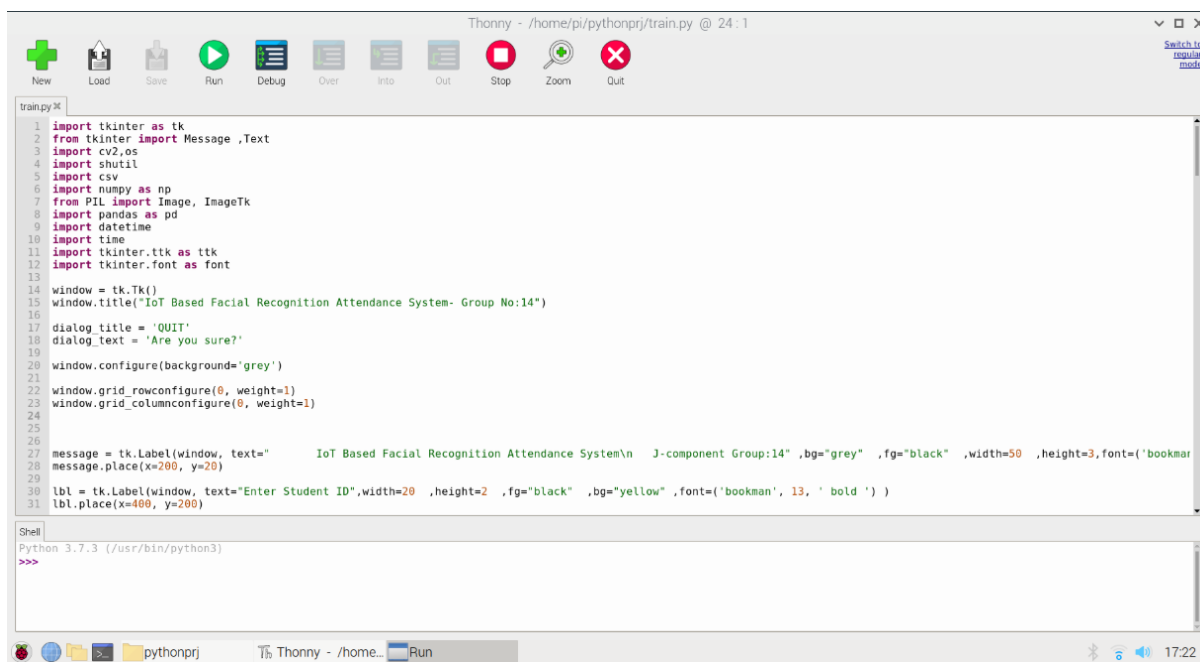 Thonny - /home/pi/pythonprj/train.py @ 24 : 1
New Load Save Run Debug Over Into Out Stop Zoom Quit
Switch to
regular
mode
train.py
1 import tkinter as tk
2 from tkinter import Message ,Text
3 import cv2,os
4 import shutil
5 import csv
6 import numpy as np
7 from PIL import Image, ImageTk
8 import pandas as pd
9 import datetime
10 import time
11 import tkinter.ttk as ttk
12 import tkinter.font as font
13
14 window = tk.Tk()
15 window.title("IoT Based Facial Recognition Attendance System- Group No:14")
16
17 dialog_title = 'QUIT'
18 dialog_text = 'Are you sure?'
19
20 window.configure(background='grey')
21
22 window.grid_rowconfigure(0, weight=1)
23 window.grid_columnconfigure(0, weight=1)
24
25
26
27 message = tk.Label(window, text="       IoT Based Facial Recognition Attendance System\n   J-component Group:14" ,bg="grey"  ,fg="black"  ,width=50  ,height=3,font=('bookman
28 message.place(x=200, y=20)
29
30 lbl = tk.Label(window, text="Enter Student ID",width=20  ,height=2  ,fg="black"  ,bg="yellow" ,font=('bookman', 13, ' bold ') )
31 lbl.place(x=400, y=200)
Shell
Python 3.7.3 (/usr/bin/python3)
>>>
pythonprj Thonny - /home... Run 17:22